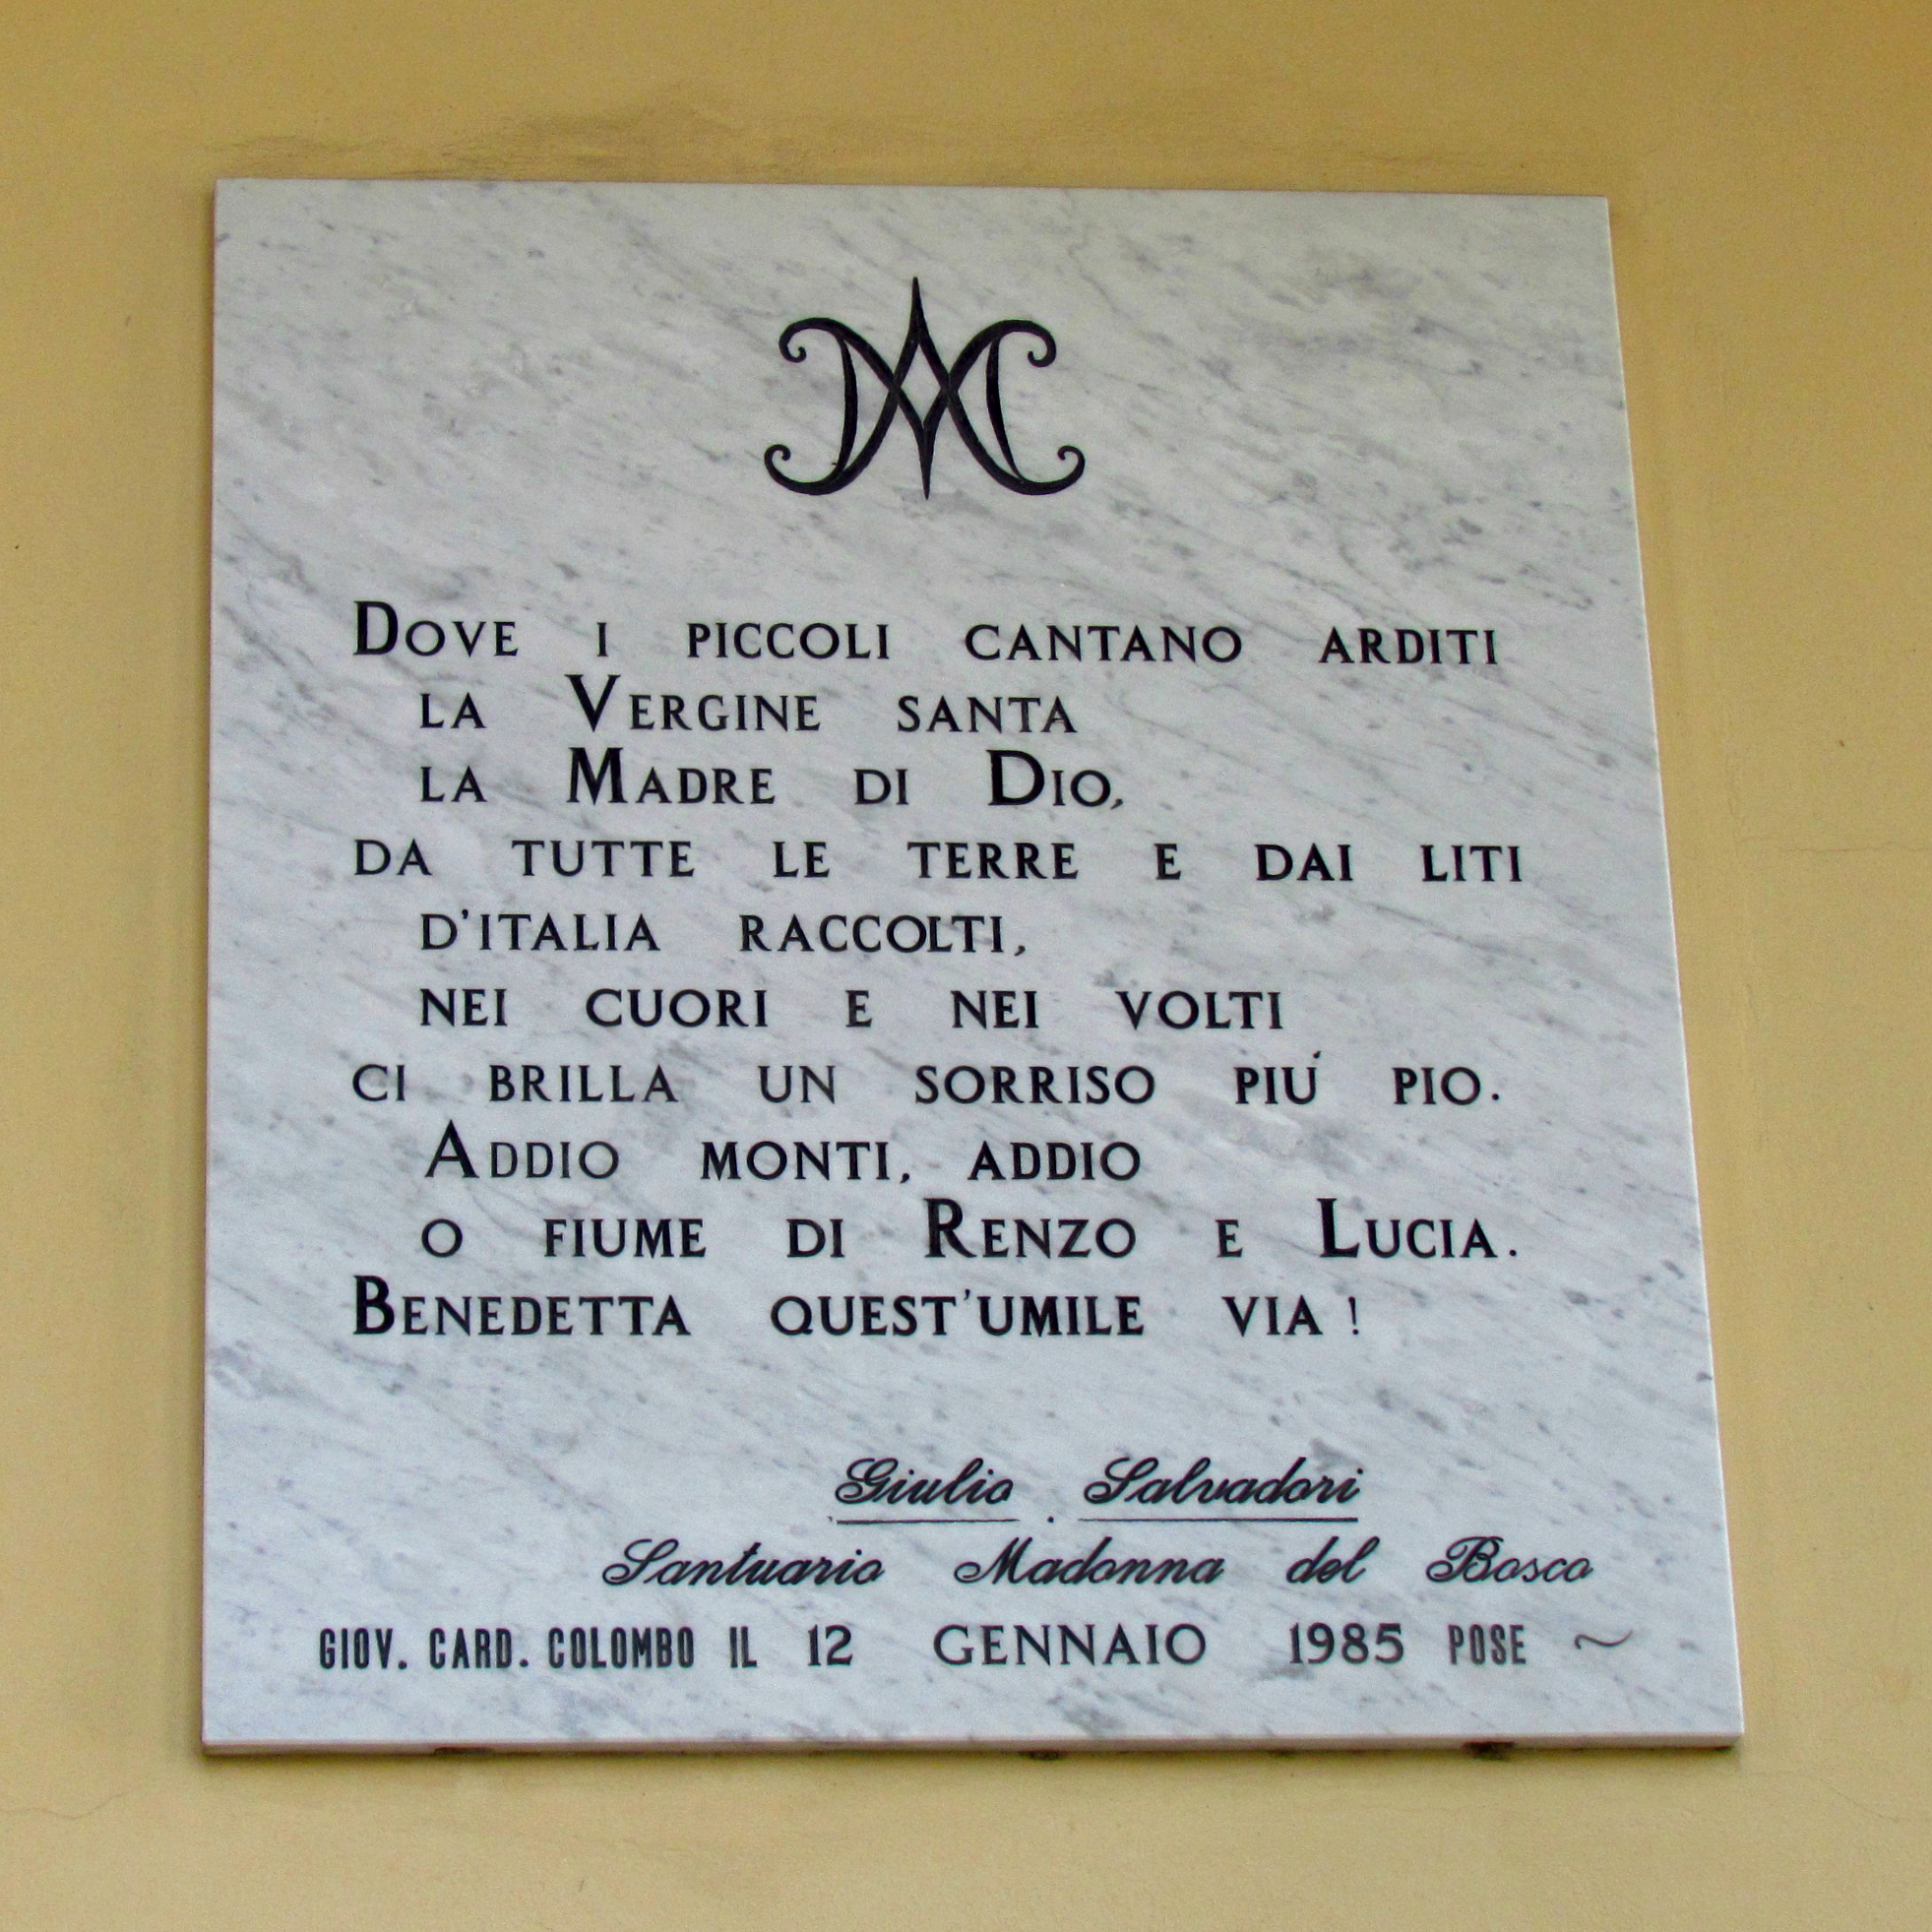 Dove i piccoli cantano arditi
la Vergine santa
la Madre di Dio,
da tutte le terre e dai liti
d'italia raccolti,
nei cuori e nei volti
ci brilla un sorriso piú pio.
Addio monti, addio
o fiume di Renzo e Lucia.
Benedetta quest'umile via!
Giulio Salvadori
Santuario Madonna del Bosco
GIOV. CARD. COLOMBO IL 12 GENNAIO 1985 POSE ~